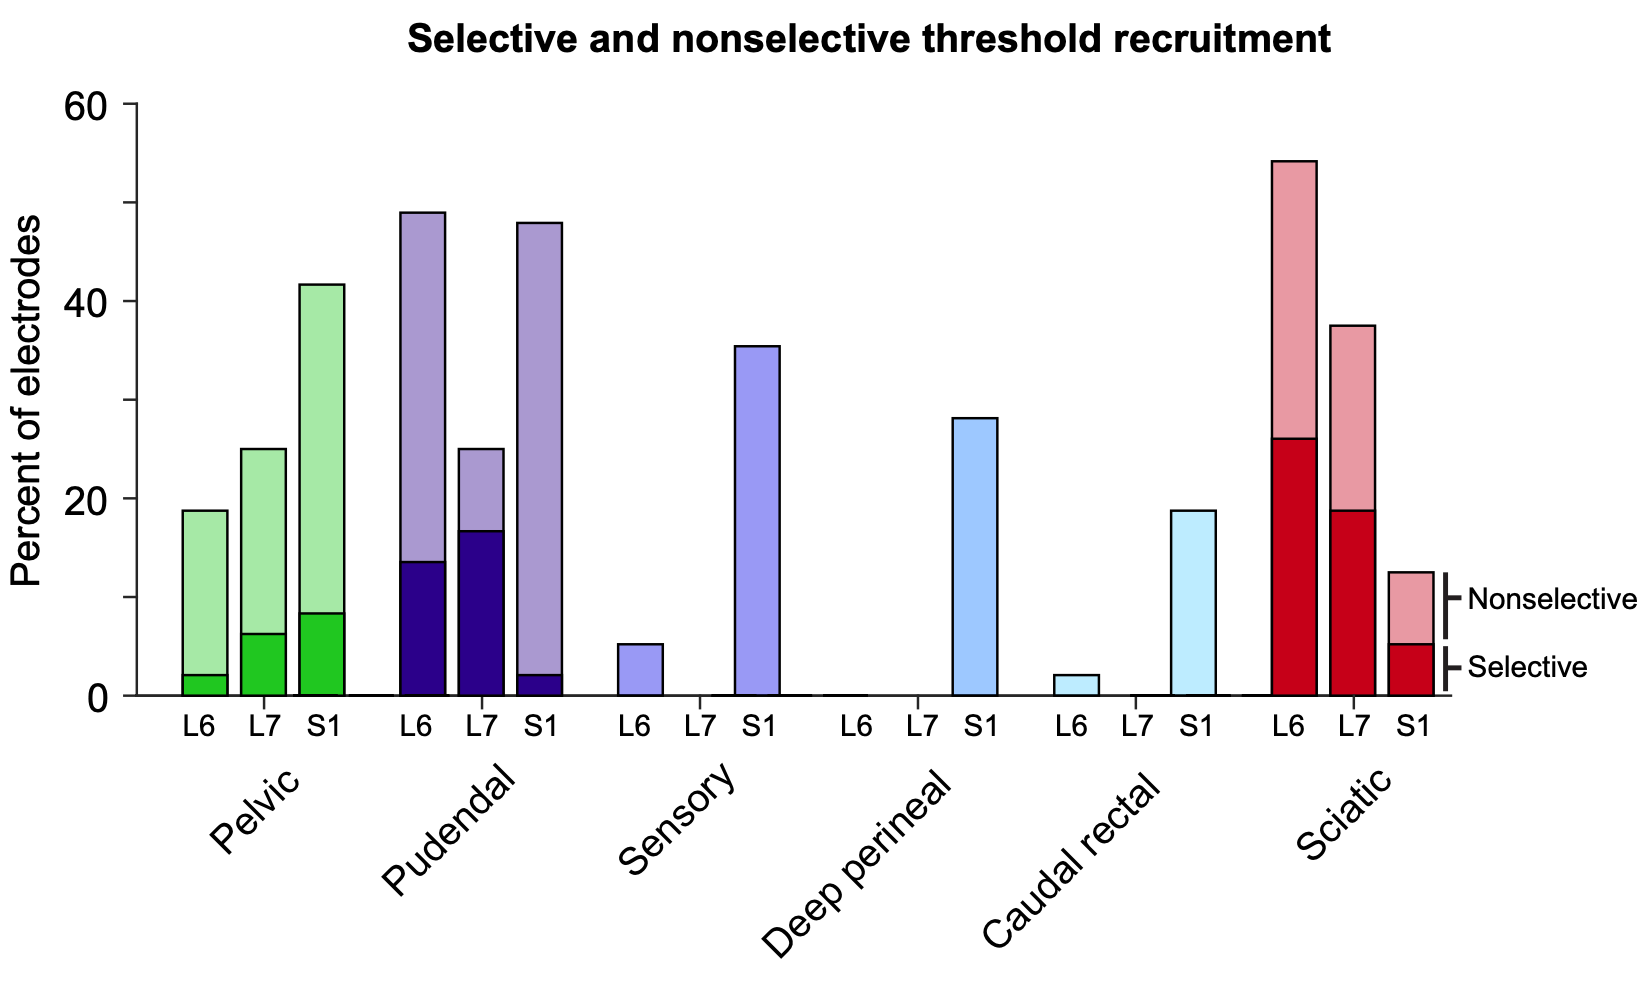 Selective and nonselective threshold recruitment
Percent of electrodes
60
40
20
0
L6 L7 S1 L6 L7 S1 L6 L7 S1 L6 L7 S1 L6 L7 S1 L6 L7 S1
Pelvic
Pudendal
Sensory
Deep perineal
Caudal rectal
Sciatic
Nonselective
Selective